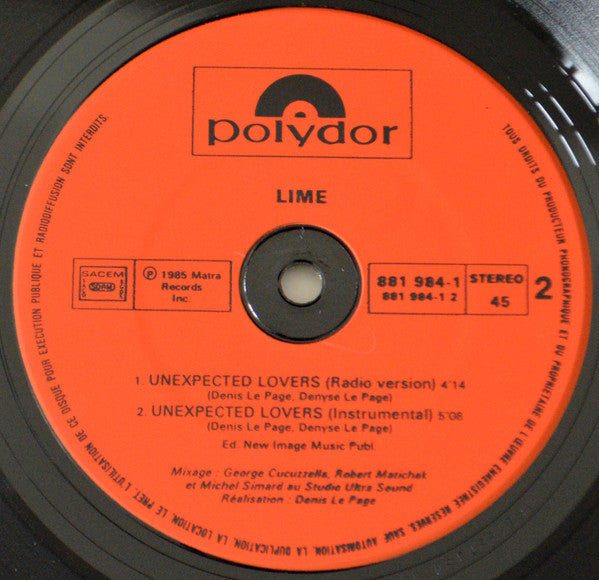 polydor
LIME
SACEM
SDRM
Ⓟ 1985 Matra
Records
Inc.
881 984-1
881 984-1 2
STEREO
45
2
1. UNEXPECTED LOVERS (Radio version) 4'14
(Denis Le Page, Denyse Le Page)
2. UNEXPECTED LOVERS (Instrumental) 5'08
(Denis Le Page, Denyse Le Page)
Ed. New Image Music Publ.
Mixage : George Cucuzzella, Robert Matichak
et Michel Simard au Studio Ultra Sound
Réalisation : Denis Le Page
TOUS DROITS DU PRODUCTEUR PHONOGRAPHIQUE ET DU PROPRIETAIRE DE L'ŒUVRE ENREGISTREE RESERVES. SAUF AUTORISATION, LA DUPLICATION, LA LOCATION, LE PRET, L'UTILISATION DE CE DISQUE POUR EXECUTION PUBLIQUE ET RADIODIFFUSION SONT INTERDITS.